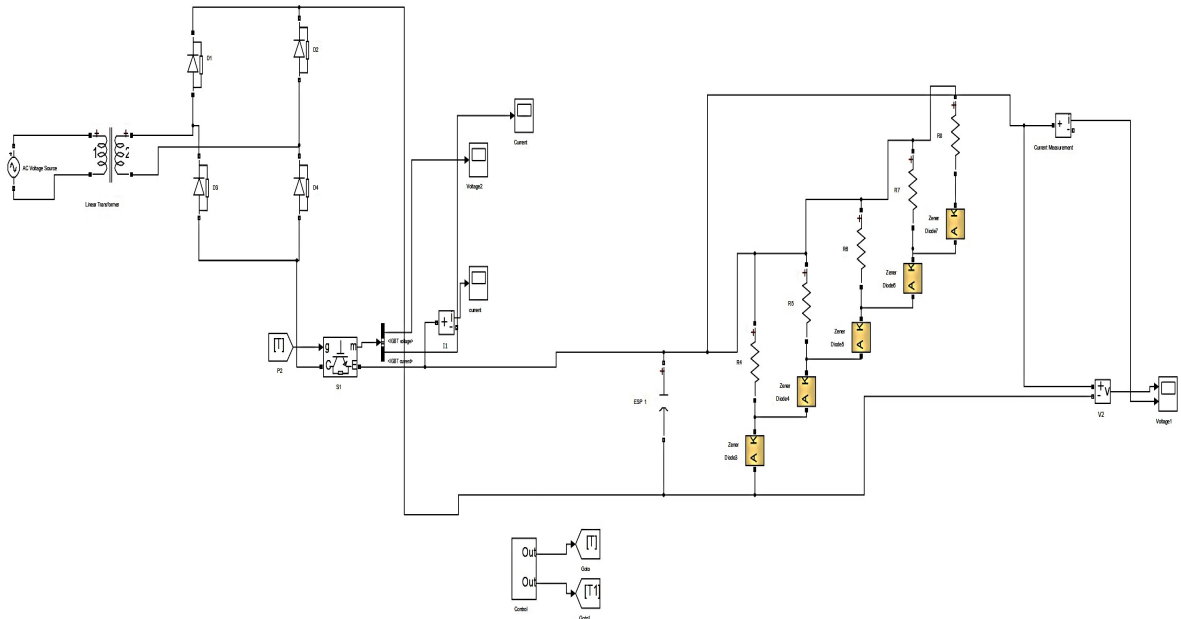 D1
D2
1
2
AC Voltage Source
Linear Transformer
D3
D4
Current
Voltage2
current
I1
[T]
P2
g
m
C
E
S1
<IGBT voltage>
<IGBT current>
ESP 1
R4
R5
R6
R7
R8
Zener
Diode7
Zener
Diode6
Zener
Diode5
Zener
Diode4
Zener
Diode3
A K
A K
A K
A K
A K
i
Current Measurement
V
V2
Voltage1
Out
Out
Control
[T]
Goto
[T1]
Goto1